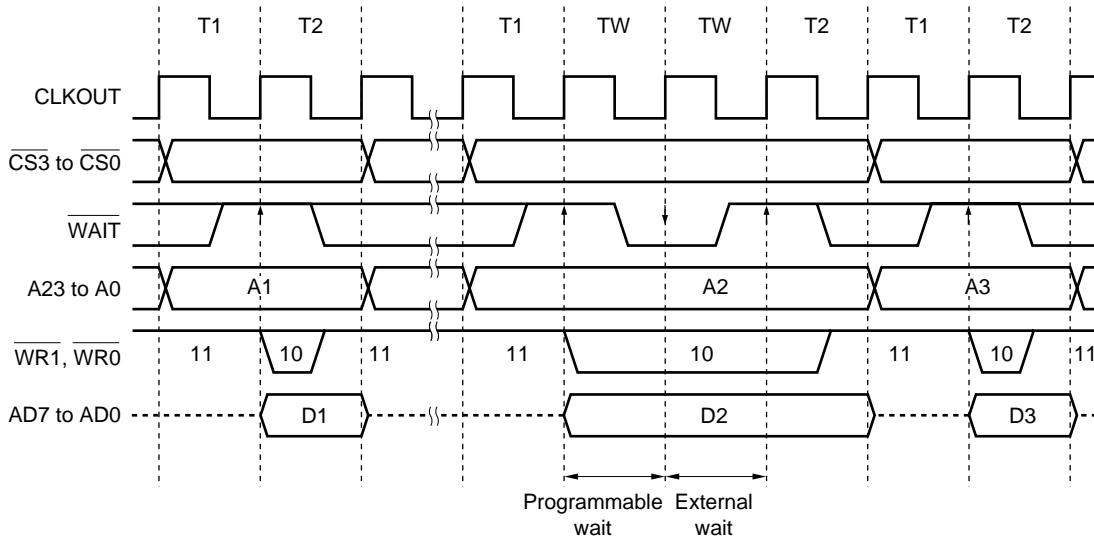 T1 T2 T1 TW TW T2 T1 T2
CLKOUT
CS3 to CS0
WAIT
A23 to A0 A1 A2 A3
WR1, WR0 11 10 11 11 10 11 10 11
AD7 to AD0 D1 D2 D3
Programmable wait
External wait